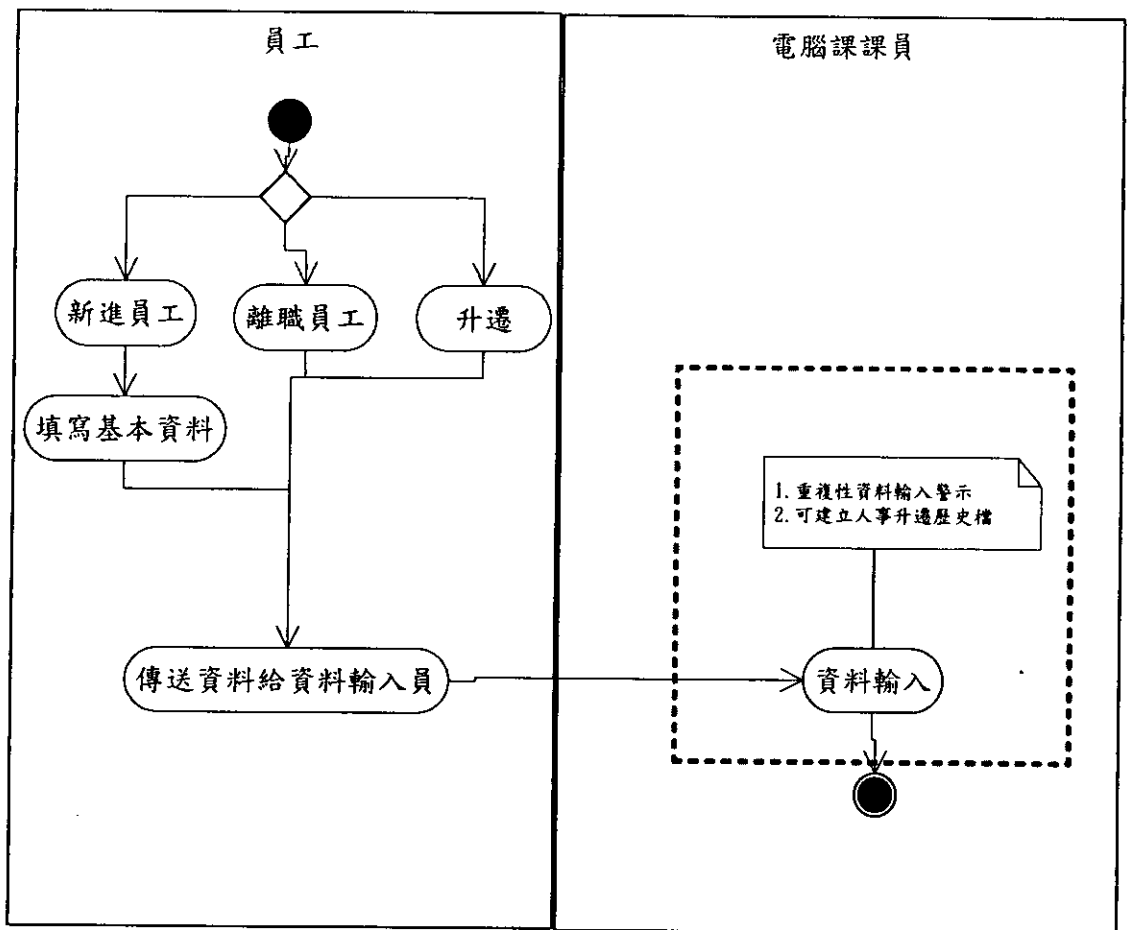 員工
電腦課課員
新進員工
離職員工
升遷
填寫基本資料
1.重複性資料輸入警示
2.可建立人事升遷歷史檔
傳送資料給資料輸入員
資料輸入